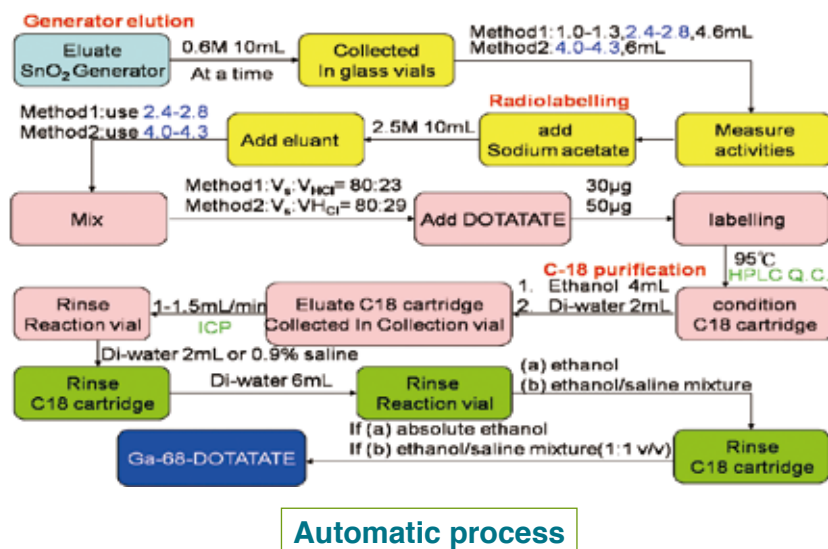 Generator elution
Eluate
SnO2 Generator
0.6M 10mL
At a time
Collected
In glass vials
Method1:1.0-1.3,2.4-2.8,4.6mL
Method2:4.0-4.3,6mL
Measure
activities
Radiolabelling
add
Sodium acetate
2.5M 10mL
Add eluant
Method1:use 2.4-2.8
Method2:use 4.0-4.3
Mix
Method1:Vs:VHCl= 80:23
Method2:Vs:VHCl= 80:29
Add DOTATATE
30μg
50μg
labelling
95℃
HPLC Q.C.
condition
C18 cartridge
C-18 purification
1. Ethanol 4mL
2. Di-water 2mL
Eluate C18 cartridge
Collected In Collection vial
1-1.5mL/min
ICP
Rinse
Reaction vial
Di-water 2mL or 0.9% saline
Rinse
C18 cartridge
Di-water 6mL
Rinse
Reaction vial
(a) ethanol
(b) ethanol/saline mixture
Rinse
C18 cartridge
If (a) absolute ethanol
If (b) ethanol/saline mixture(1:1 v/v)
Ga-68-DOTATATE
Automatic process